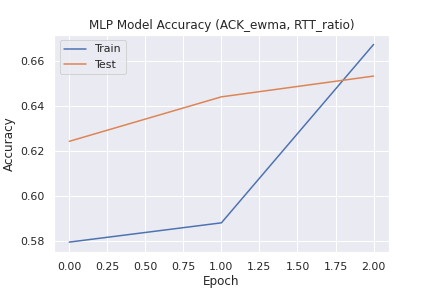 MLP Model Accuracy (ACK_ewma, RTT_ratio)
Train
Test
0.66
0.64
0.62
0.60
0.58
Accuracy
0.00 0.25 0.50 0.75 1.00 1.25 1.50 1.75 2.00
Epoch